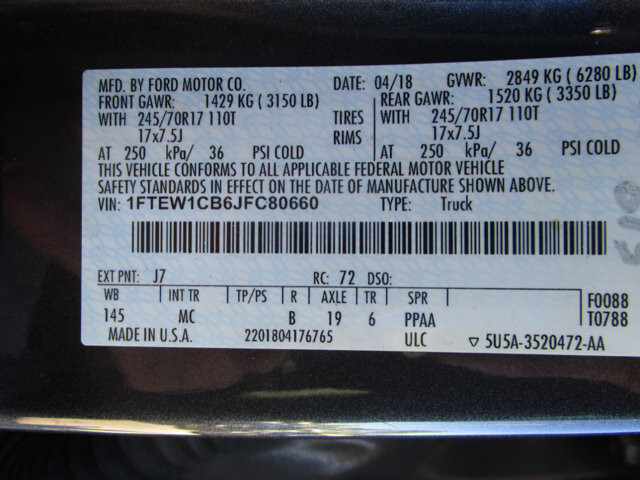 MFD. BY FORD MOTOR CO. DATE: 04/18 GVWR: 2849 KG ( 6280 LB)
FRONT GAWR: 1429 KG ( 3150 LB) REAR GAWR: 1520 KG ( 3350 LB)
WITH 245/70R17 110T TIRES WITH 245/70R17 110T
17x7.5J RIMS 17x7.5J
AT 250 kPa/ 36 PSI COLD AT 250 kPa/ 36 PSI COLD
THIS VEHICLE CONFORMS TO ALL APPLICABLE FEDERAL MOTOR VEHICLE
SAFETY STANDARDS IN EFFECT ON THE DATE OF MANUFACTURE SHOWN ABOVE.
VIN: 1FTEW1CB6JFC80660 TYPE: Truck
EXT PNT: J7 RC: 72 DSO:
WB INT TR TP/PS R AXLE TR SPR F0088
145 MC B 19 6 PPAA T0788
MADE IN U.S.A. 2201804176765 ULC ▽ 5U5A-3520472-AA